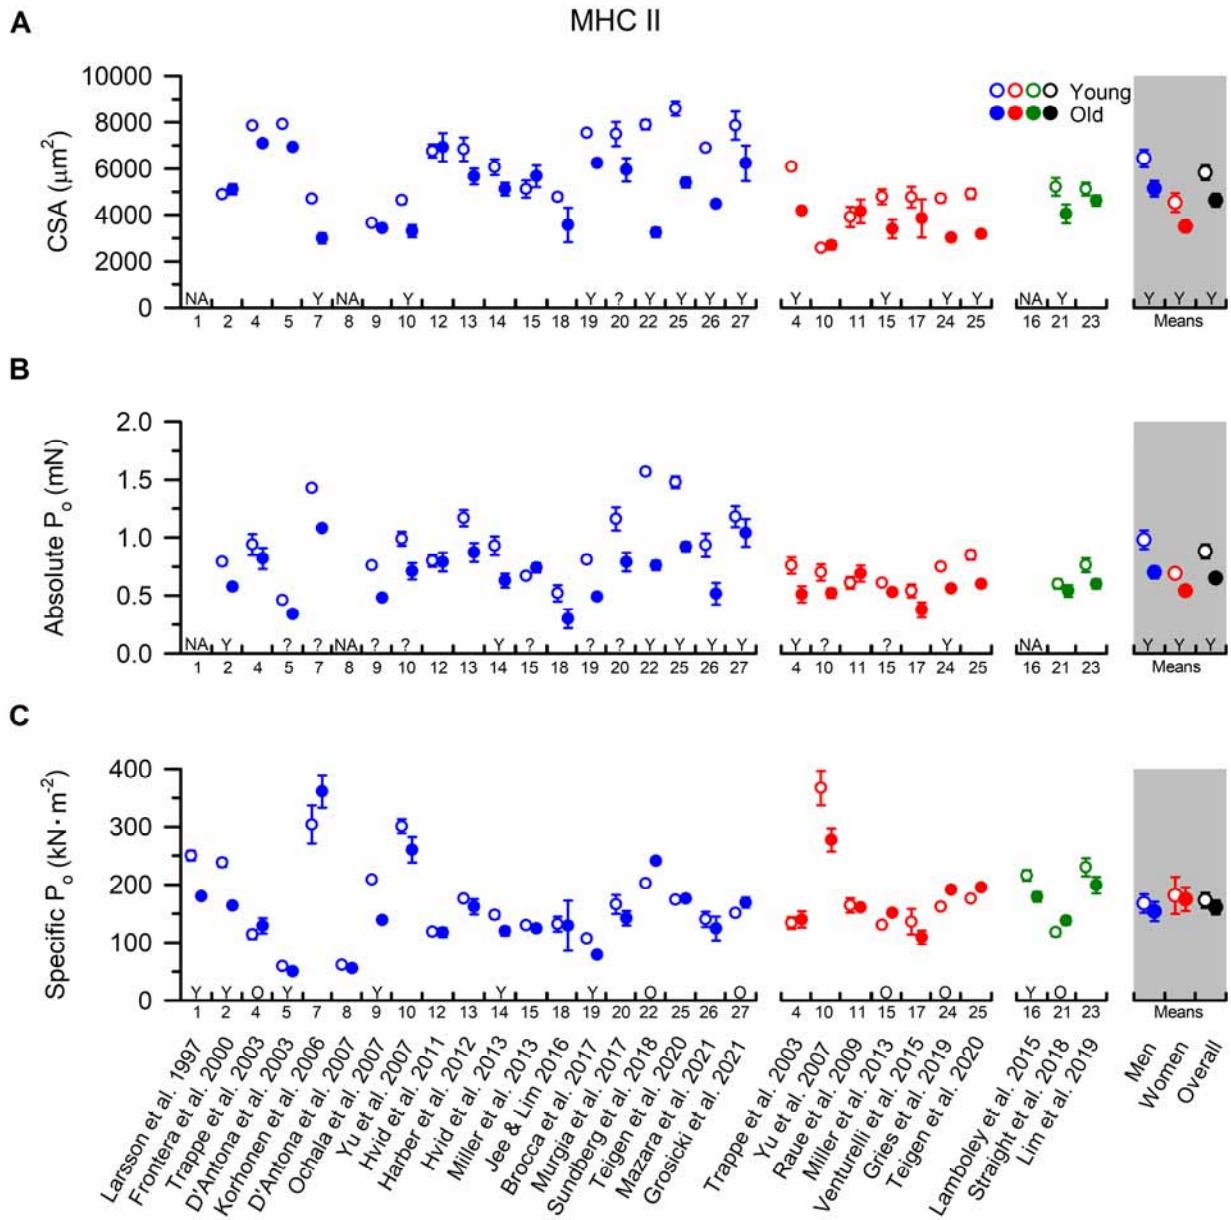 MHC II
A
CSA (μm²)
10000
8000
6000
4000
2000
0
Young
Old
NA Y NA Y Y ? Y Y Y Y Y Y Y Y NA Y Y Y Y
1 2 4 5 7 8 9 10 12 13 14 15 18 19 20 22 25 26 27 4 10 11 15 17 24 25 16 21 23 Means
B
Absolute Pₒ (mN)
2.0
1.5
1.0
0.5
0.0
NA Y ? ? NA ? ? Y ? ? ? Y Y Y Y Y ? ? Y NA Y Y Y
1 2 4 5 7 8 9 10 12 13 14 15 18 19 20 22 25 26 27 4 10 11 15 17 24 25 16 21 23 Means
C
Specific Pₒ (kN·m⁻²)
400
300
200
100
0
Y Y O Y Y Y Y O O O O Y O
1 2 4 5 7 8 9 10 12 13 14 15 18 19 20 22 25 26 27 4 10 11 15 17 24 25 16 21 23 Means
Larsson et al. 1997
Frontera et al. 2000
Trappe et al. 2003
D'Antona et al. 2003
Korhonen et al. 2006
D'Antona et al. 2007
Ochala et al. 2007
Yu et al. 2007
Hvid et al. 2011
Harber et al. 2012
Hvid et al. 2013
Miller et al. 2013
Jee & Lim 2016
Brocca et al. 2017
Murgia et al. 2017
Sundberg et al. 2018
Teigen et al. 2020
Mazara et al. 2021
Grosicki et al. 2021
Trappe et al. 2003
Yu et al. 2007
Raue et al. 2009
Miller et al. 2013
Venturelli et al. 2015
Gries et al. 2019
Teigen et al. 2020
Lamboley et al. 2015
Straight et al. 2018
Lim et al. 2019
Men
Women
Overall